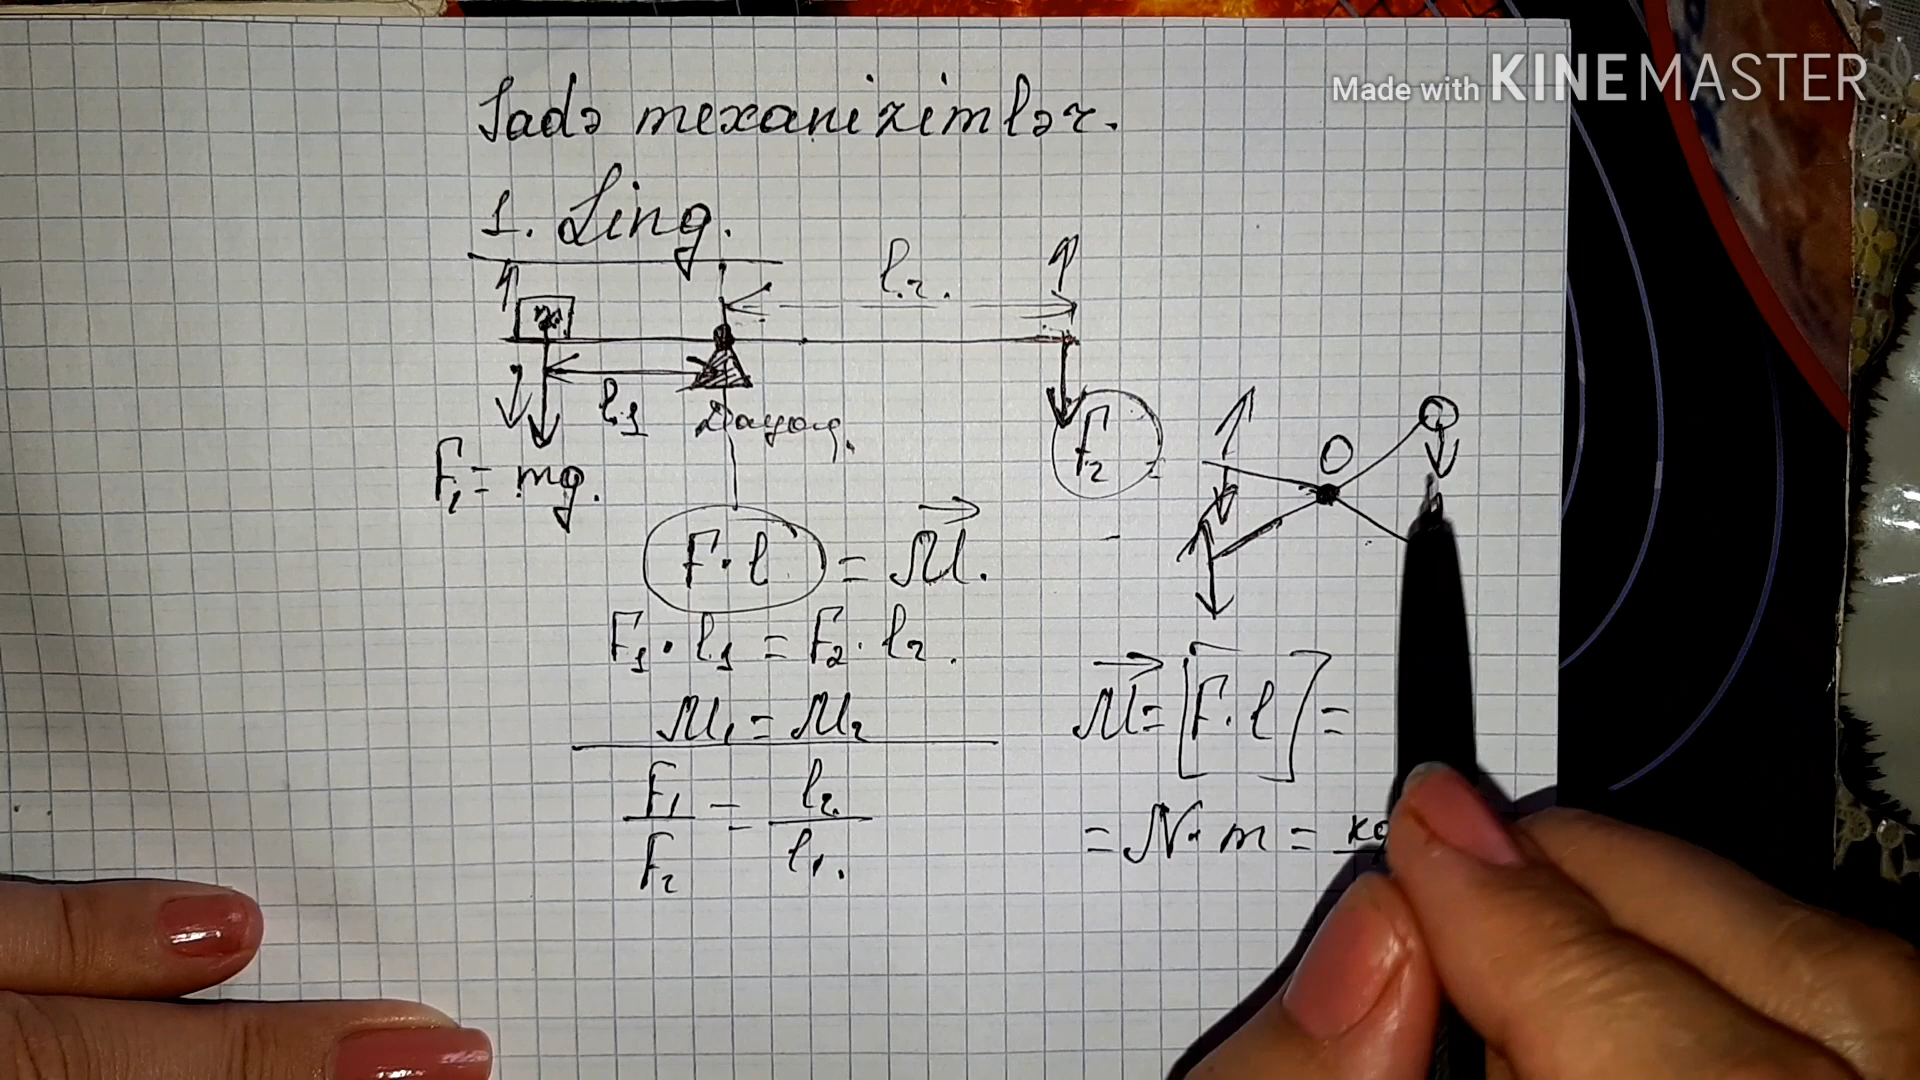 Made with KINEMASTER
Sadə mexanizimlər.
1. Ling.
l₂.
l₁
Dayaq.
F₁ = mg.
F₂ =
O
F·l = M⃗.
F₁·l₁ = F₂·l₂.
M₁ = M₂
F₁/F₂ = l₂/l₁.
M⃗ = [F·l] =
= N·m = kg